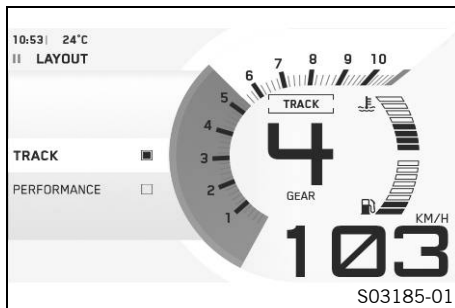 10:53| 24°C
LAYOUT
TRACK
PERFORMANCE
1
2
3
4
5
6
7
8
9
10
TRACK
4
GEAR
KM/H
103
S03185-01